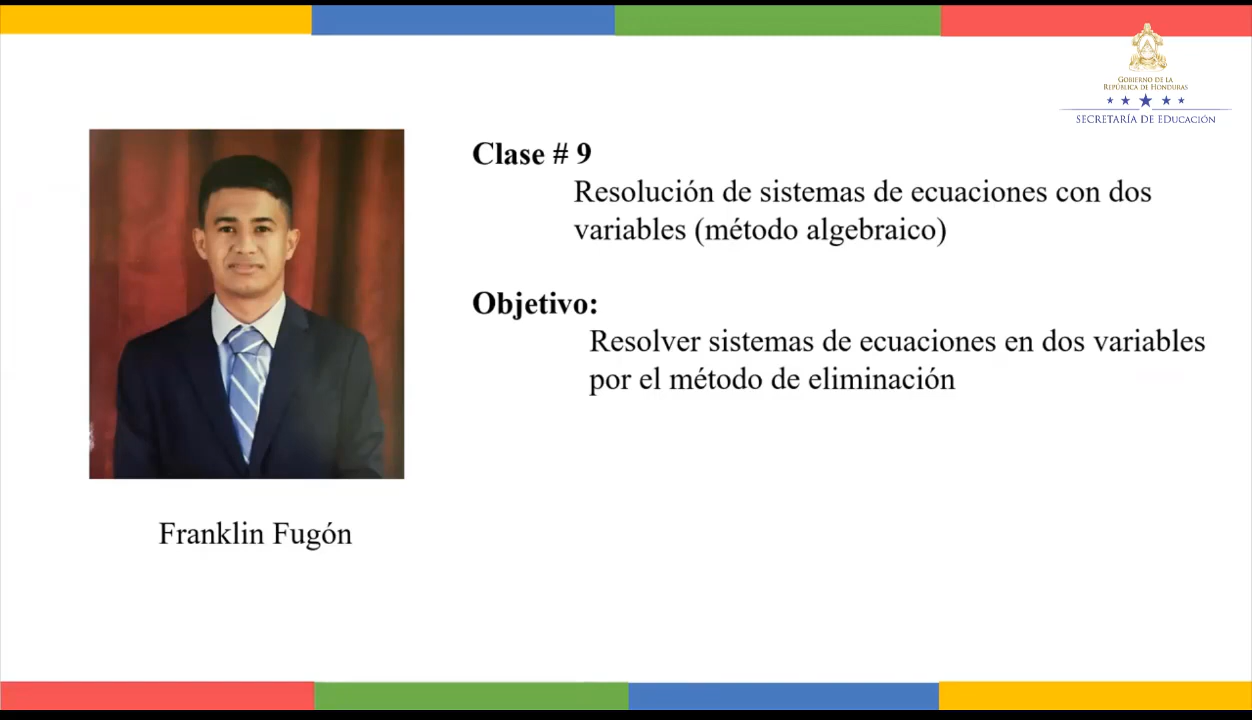 GOBIERNO DE LA
REPÚBLICA DE HONDURAS
SECRETARÍA DE EDUCACIÓN
Clase # 9
Resolución de sistemas de ecuaciones con dos
variables (método algebraico)
Objetivo:
Resolver sistemas de ecuaciones en dos variables
por el método de eliminación
Franklin Fugón